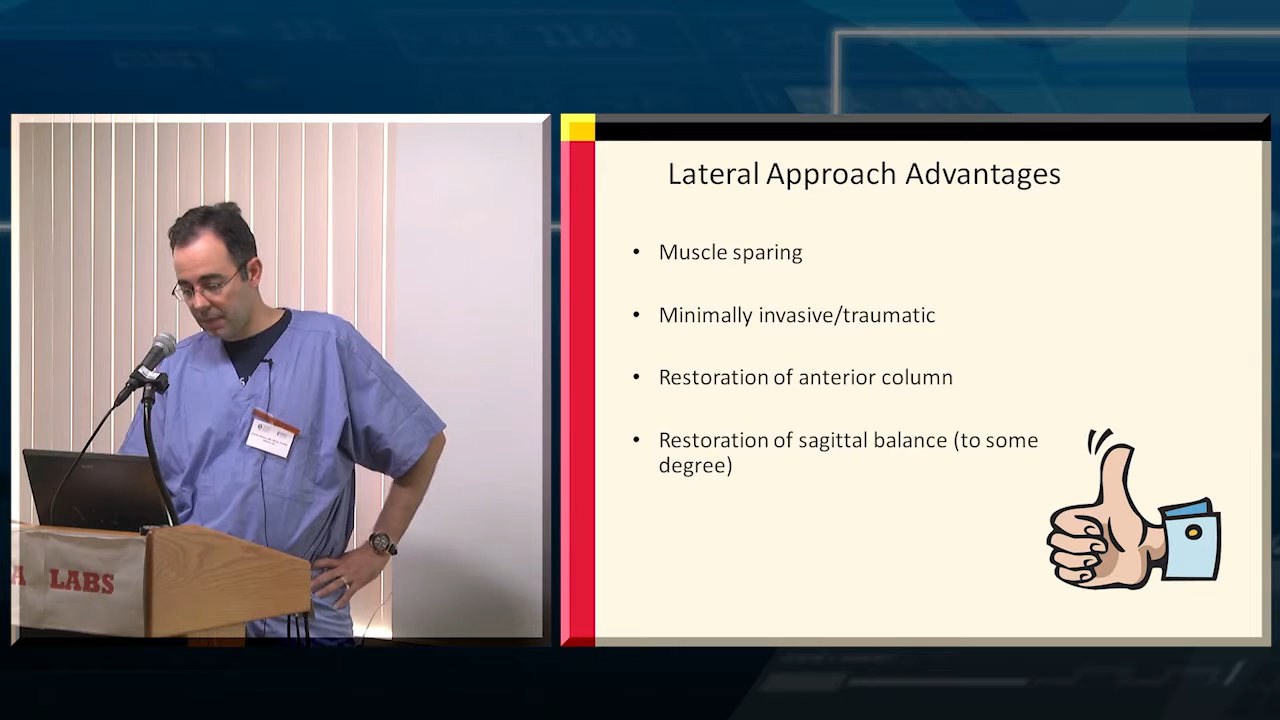 Lateral Approach Advantages
• Muscle sparing
• Minimally invasive/traumatic
• Restoration of anterior column
• Restoration of sagittal balance (to some
degree)
A LABS